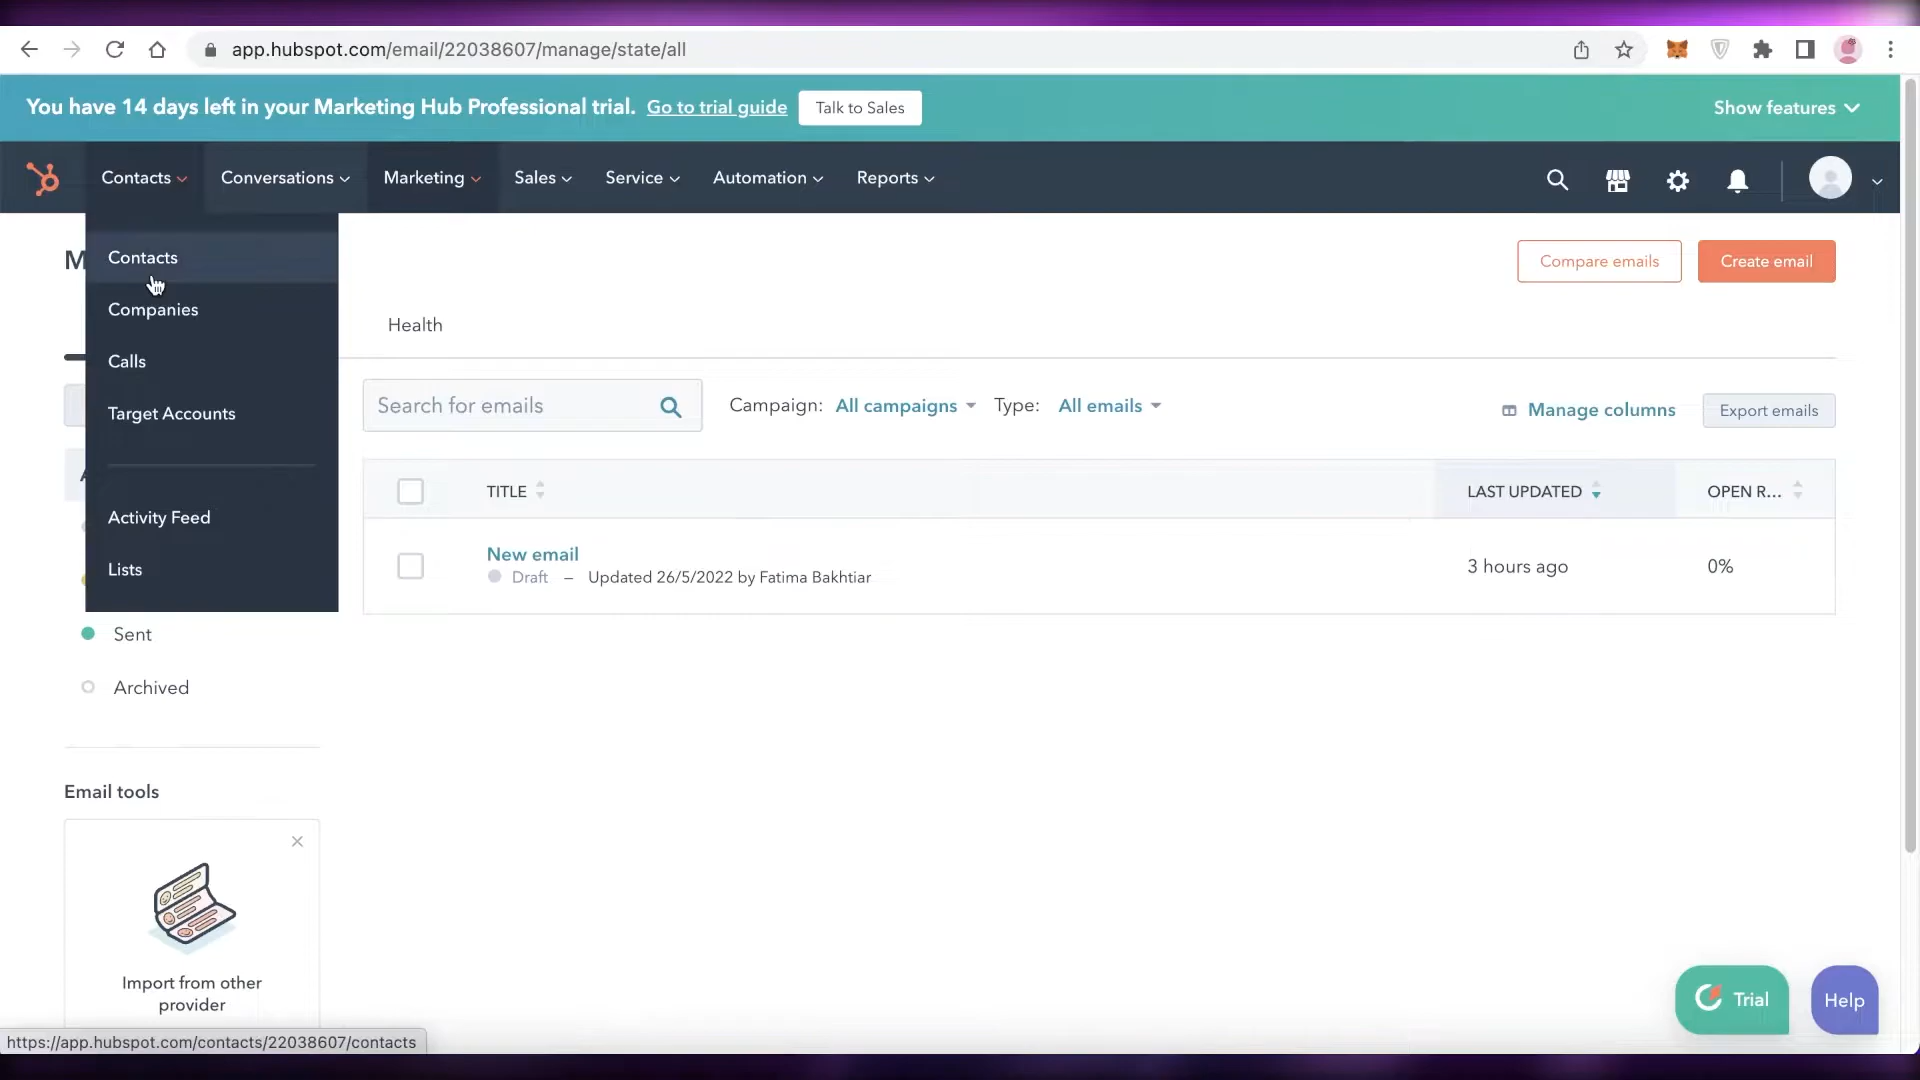 app.hubspot.com/email/22038607/manage/state/all
You have 14 days left in your Marketing Hub Professional trial. Go to trial guide Talk to Sales Show features
Contacts Conversations Marketing Sales Service Automation Reports
M
Contacts
Companies
Calls
Target Accounts
Activity Feed
Lists
Compare emails Create email
Health
Search for emails Campaign: All campaigns Type: All emails Manage columns Export emails
TITLE LAST UPDATED OPEN R...
New email
Draft – Updated 26/5/2022 by Fatima Bakhtiar 3 hours ago 0%
Sent
Archived
Email tools
Import from other
provider
Trial Help
https://app.hubspot.com/contacts/22038607/contacts